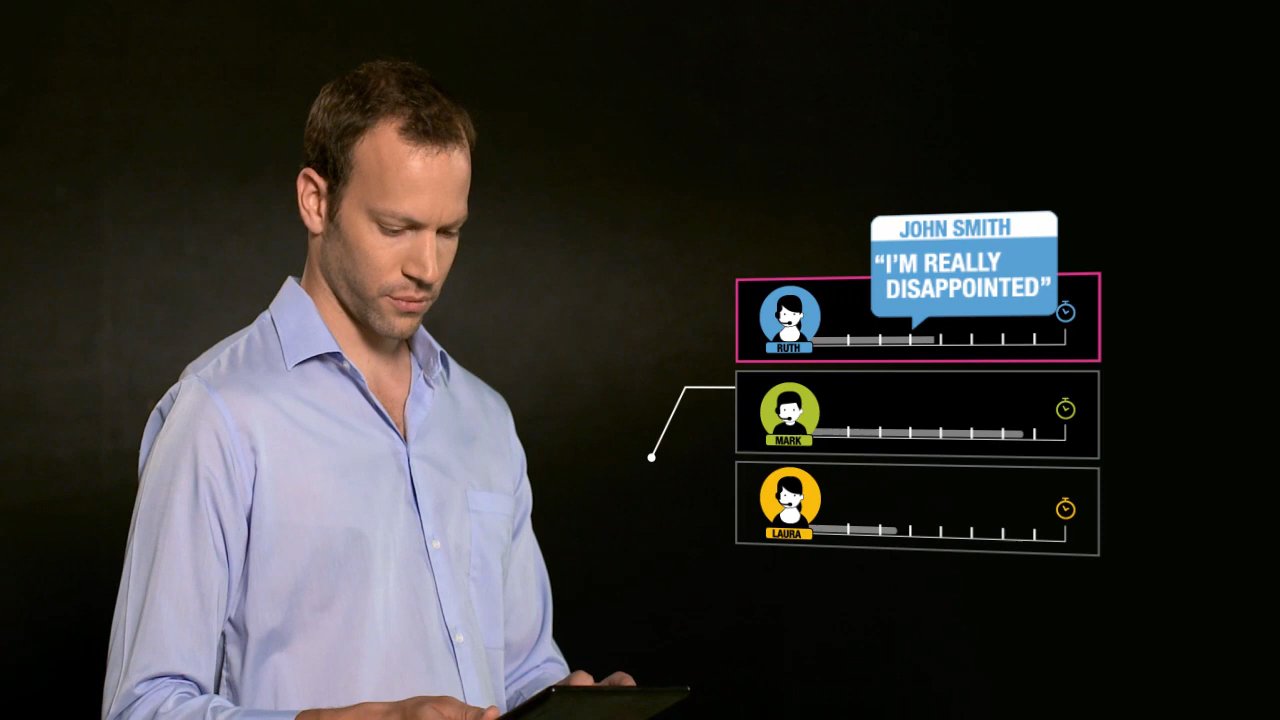 JOHN SMITH
“I’M REALLY
DISAPPOINTED”
RUTH
MARK
LAURA